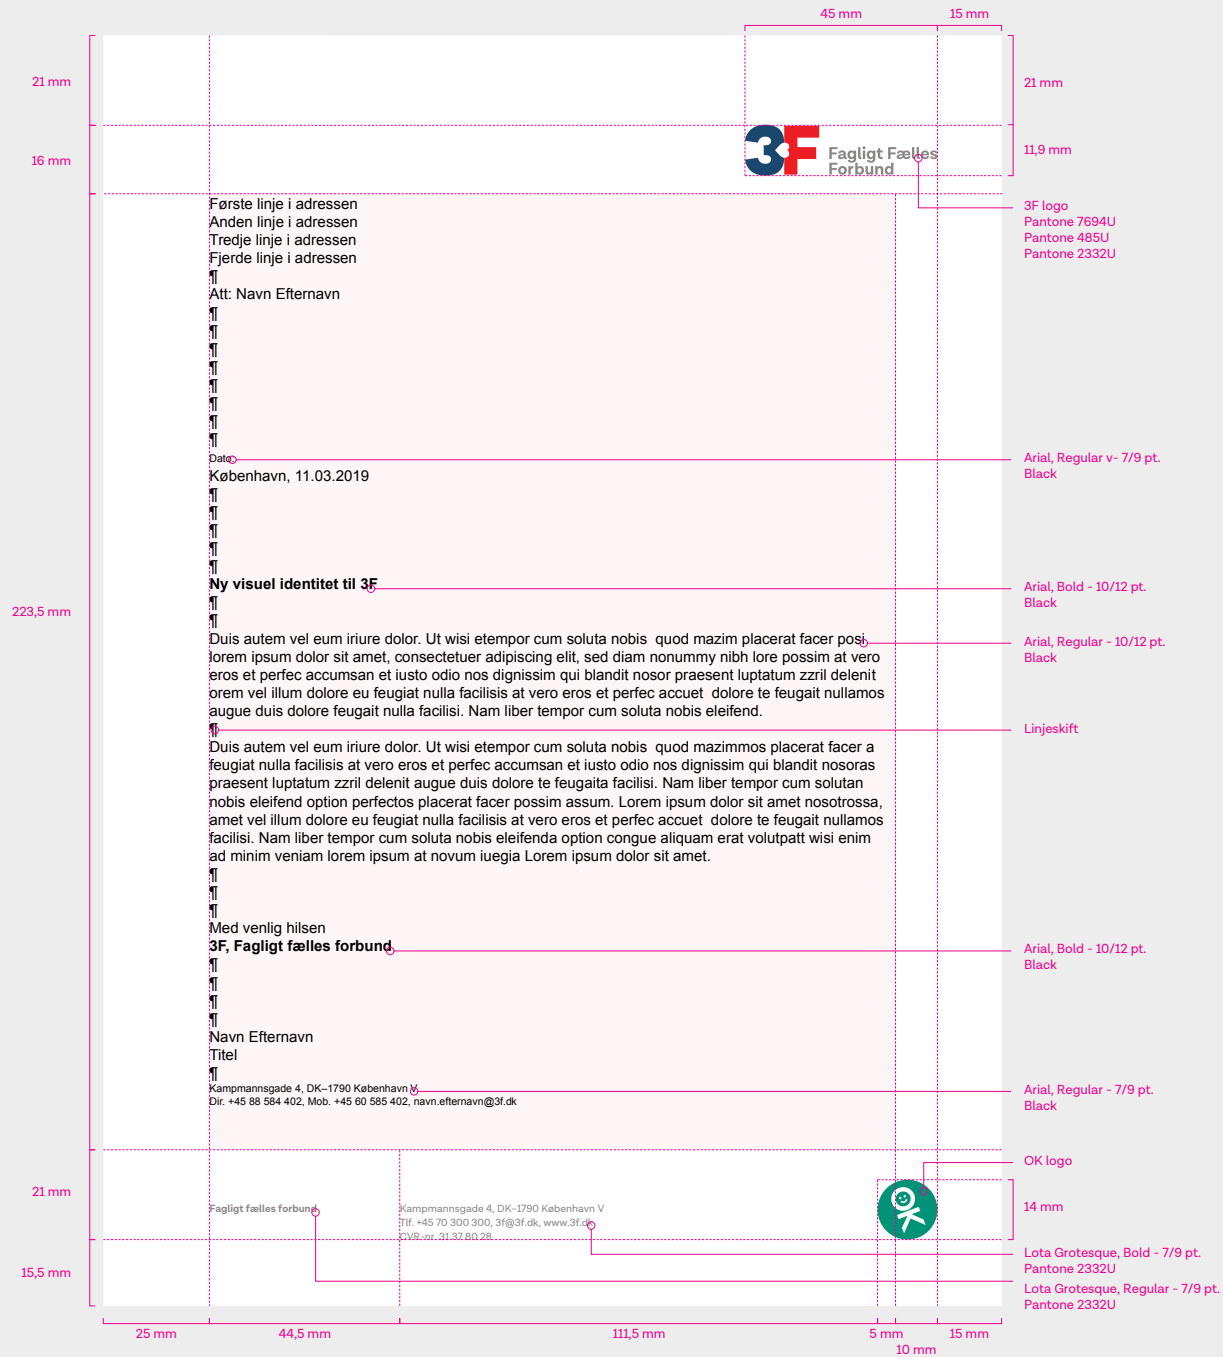 45 mm
15 mm
21 mm
21 mm
16 mm
11,9 mm
3F Fagligt Fælles
Forbund
3F logo
Pantone 7694U
Pantone 485U
Pantone 2332U
Første linje i adressen
Anden linje i adressen
Tredje linje i adressen
Fjerde linje i adressen
¶
Att: Navn Efternavn
¶
¶
¶
¶
¶
¶
¶
¶
Dato:
Arial, Regular v- 7/9 pt.
Black
København, 11.03.2019
¶
¶
¶
¶
¶
Ny visuel identitet til 3F
Arial, Bold - 10/12 pt.
Black
¶
¶
223,5 mm
Duis autem vel eum iriure dolor. Ut wisi etempor cum soluta nobis  quod mazim placerat facer posi
lorem ipsum dolor sit amet, consectetuer adipiscing elit, sed diam nonummy nibh lore possim at vero
eros et perfec accumsan et iusto odio nos dignissim qui blandit nosor praesent luptatum zzril delenit
orem vel illum dolore eu feugiat nulla facilisis at vero eros et perfec accuet  dolore te feugait nullamos
augue duis dolore feugait nulla facilisi. Nam liber tempor cum soluta nobis eleifend.
Arial, Regular - 10/12 pt.
Black
¶
Linjeskift
Duis autem vel eum iriure dolor. Ut wisi etempor cum soluta nobis  quod mazimmos placerat facer a
feugiat nulla facilisis at vero eros et perfec accumsan et iusto odio nos dignissim qui blandit nosoras
praesent luptatum zzril delenit augue duis dolore te feugaita facilisi. Nam liber tempor cum solutan
nobis eleifend option perfectos placerat facer possim assum. Lorem ipsum dolor sit amet nosotrossa,
amet vel illum dolore eu feugiat nulla facilisis at vero eros et perfec accuet  dolore te feugait nullamos
facilisi. Nam liber tempor cum soluta nobis eleifenda option congue aliquam erat volutpatt wisi enim
ad minim veniam lorem ipsum at novum iuegia Lorem ipsum dolor sit amet.
¶
¶
¶
Med venlig hilsen
3F, Fagligt fælles forbund
Arial, Bold - 10/12 pt.
Black
¶
¶
¶
¶
Navn Efternavn
Titel
¶
Kampmannsgade 4, DK–1790 København V
Dir. +45 88 584 402, Mob. +45 60 585 402, navn.efternavn@3f.dk
Arial, Regular - 7/9 pt.
Black
OK logo
21 mm
14 mm
Fagligt fælles forbund
Kampmannsgade 4, DK–1790 København V
Tlf. +45 70 300 300, 3f@3f.dk, www.3f.dk
CVR-nr. 31 37 80 28
OK
Lota Grotesque, Bold - 7/9 pt.
Pantone 2332U
15,5 mm
Lota Grotesque, Regular - 7/9 pt.
Pantone 2332U
25 mm
44,5 mm
111,5 mm
5 mm
15 mm
10 mm